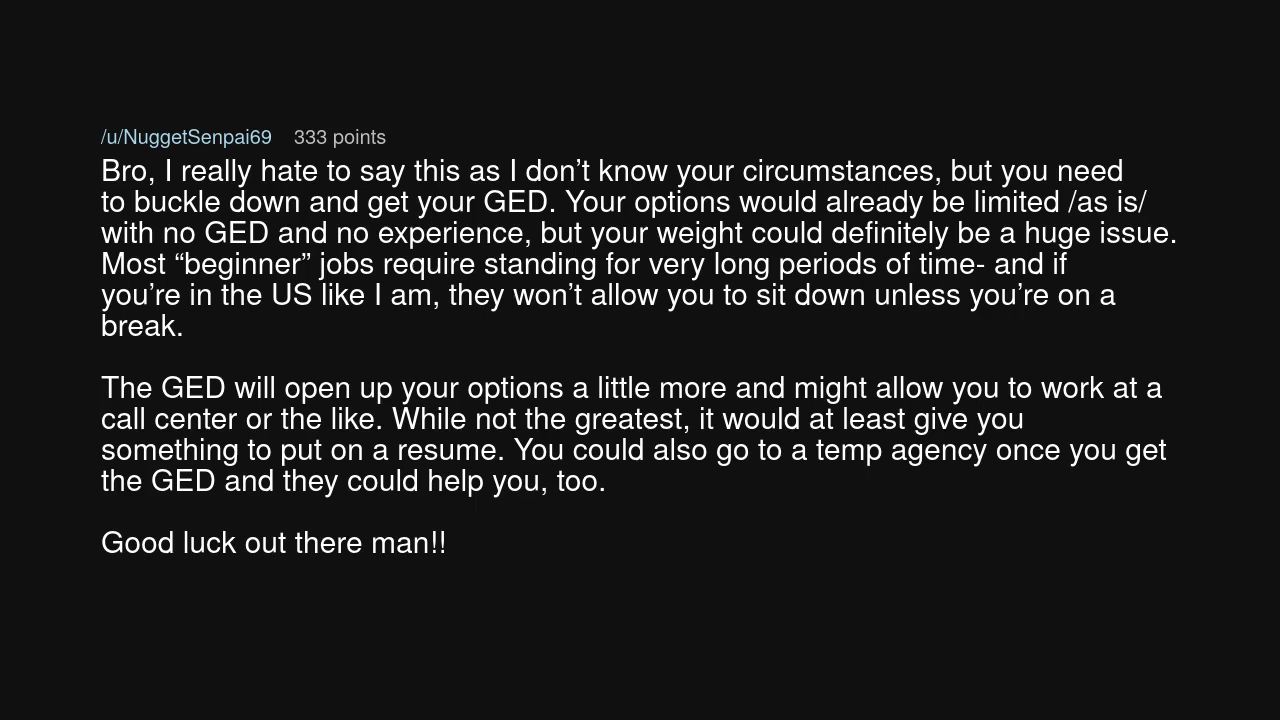 /u/NuggetSenpai69 333 points
Bro, I really hate to say this as I don’t know your circumstances, but you need
to buckle down and get your GED. Your options would already be limited /as is/
with no GED and no experience, but your weight could definitely be a huge issue.
Most “beginner” jobs require standing for very long periods of time- and if
you’re in the US like I am, they won’t allow you to sit down unless you’re on a
break.
The GED will open up your options a little more and might allow you to work at a
call center or the like. While not the greatest, it would at least give you
something to put on a resume. You could also go to a temp agency once you get
the GED and they could help you, too.
Good luck out there man!!